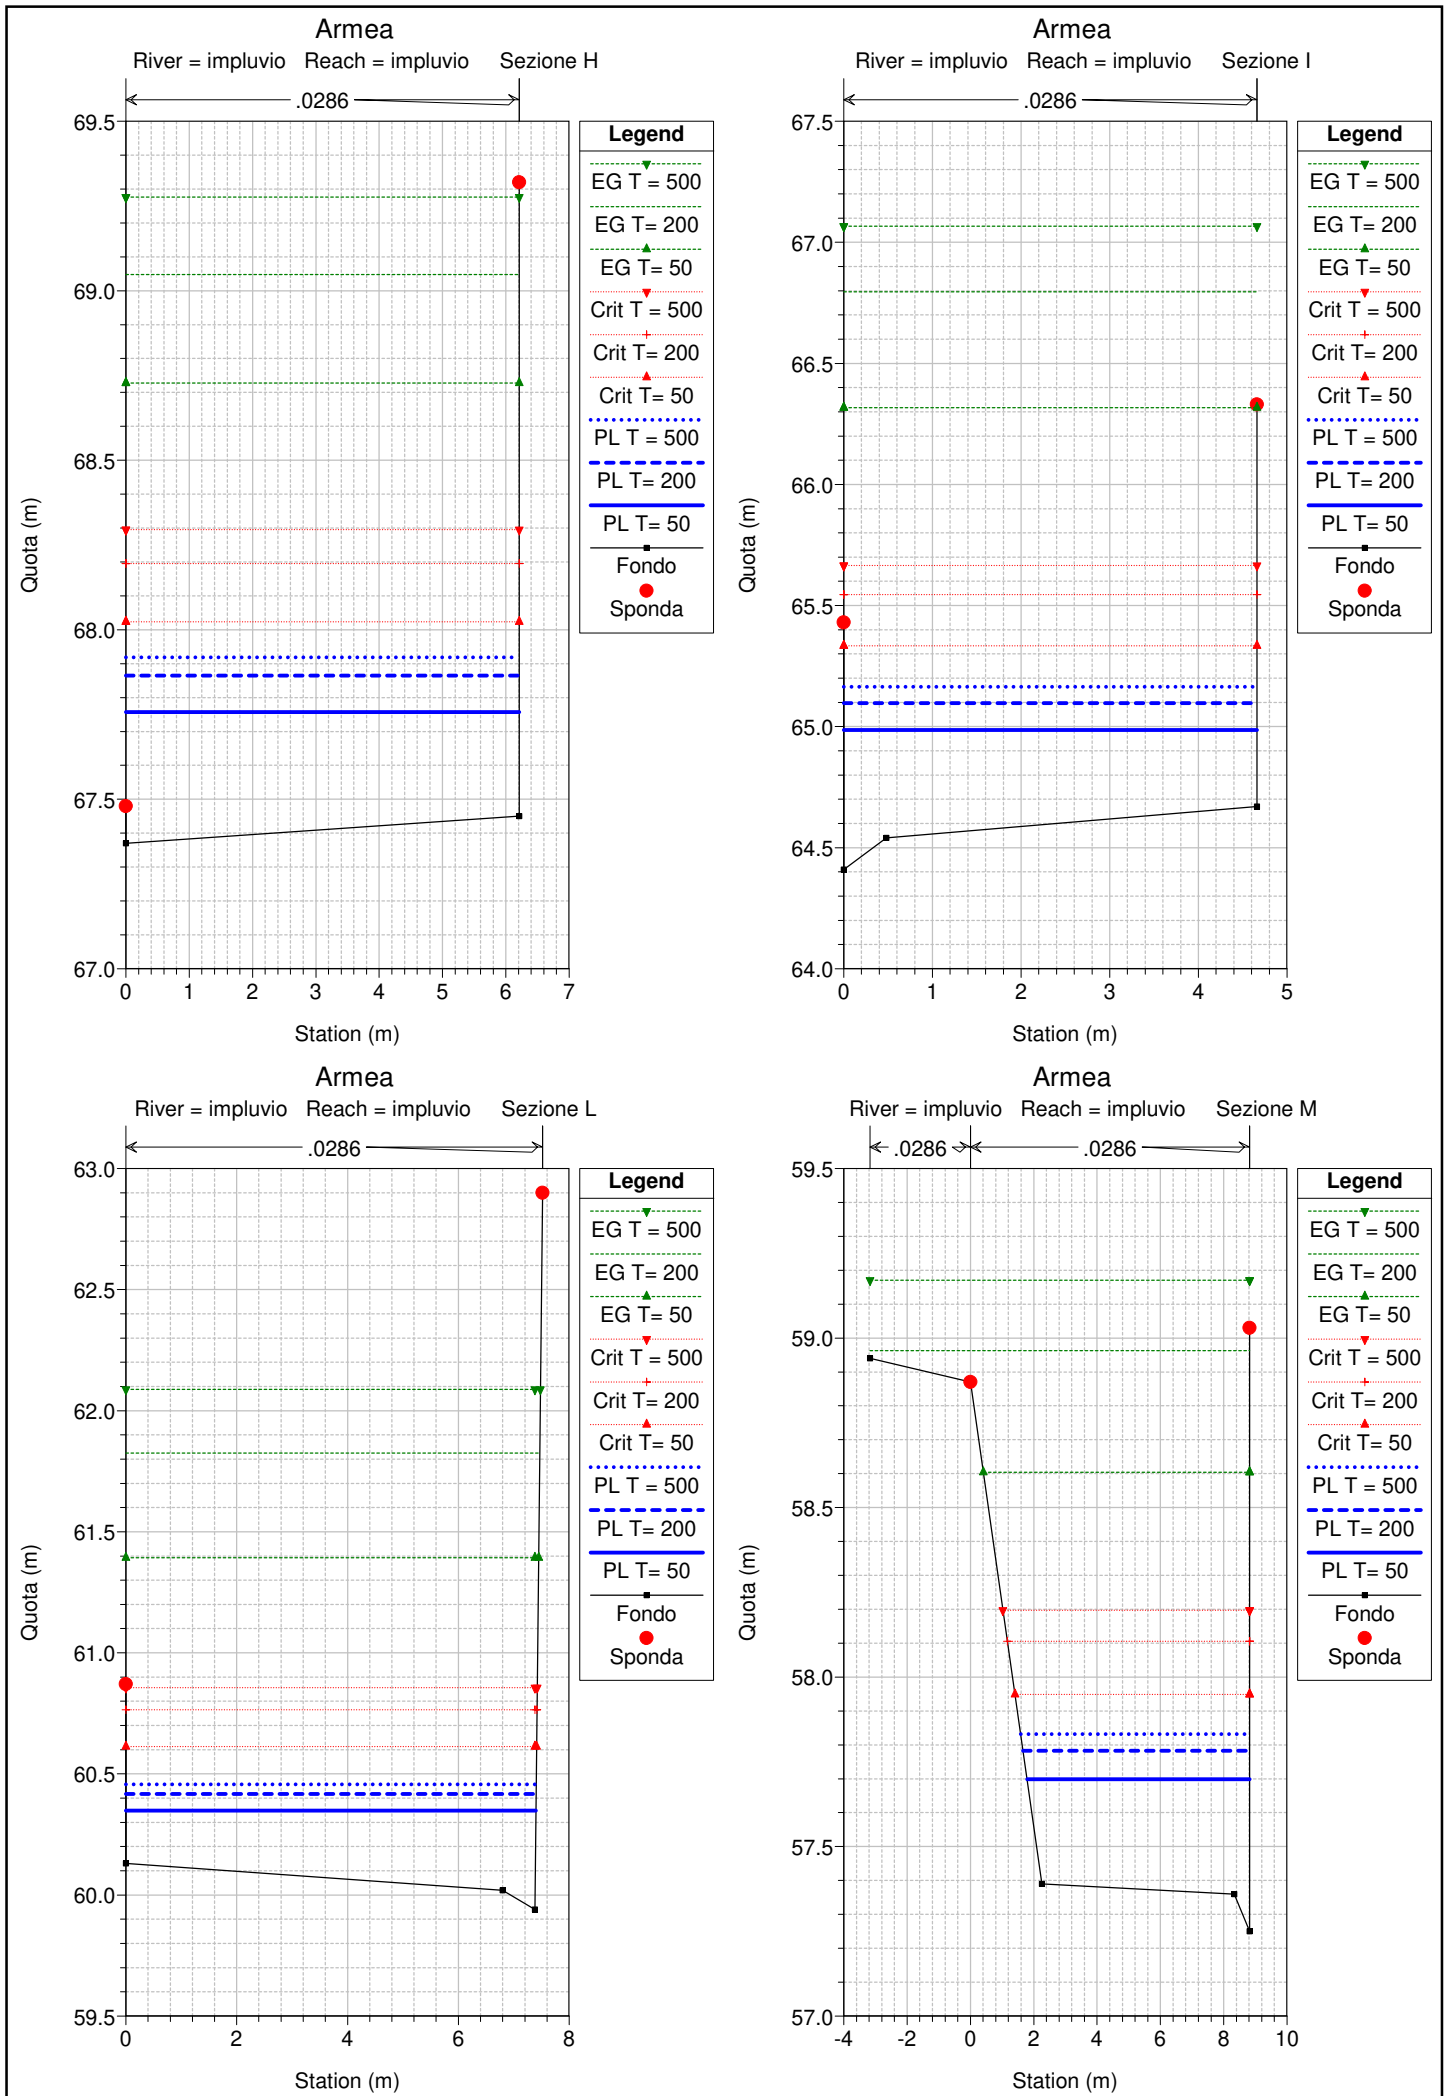 Armea
River = impluvio Reach = impluvio Sezione H
.0286
69.5
69.0
68.5
68.0
67.5
67.0
Quota (m)
0 1 2 3 4 5 6 7
Station (m)
Legend
EG T = 500
EG T= 200
EG T= 50
Crit T = 500
Crit T= 200
Crit T= 50
PL T = 500
PL T= 200
PL T= 50
Fondo
Sponda
Armea
River = impluvio Reach = impluvio Sezione I
.0286
67.5
67.0
66.5
66.0
65.5
65.0
64.5
64.0
Quota (m)
0 1 2 3 4 5
Station (m)
Legend
EG T = 500
EG T= 200
EG T= 50
Crit T = 500
Crit T= 200
Crit T= 50
PL T = 500
PL T= 200
PL T= 50
Fondo
Sponda
Armea
River = impluvio Reach = impluvio Sezione L
.0286
63.0
62.5
62.0
61.5
61.0
60.5
60.0
59.5
Quota (m)
0 2 4 6 8
Station (m)
Legend
EG T = 500
EG T= 200
EG T= 50
Crit T = 500
Crit T= 200
Crit T= 50
PL T = 500
PL T= 200
PL T= 50
Fondo
Sponda
Armea
River = impluvio Reach = impluvio Sezione M
.0286 .0286
59.5
59.0
58.5
58.0
57.5
57.0
Quota (m)
-4 -2 0 2 4 6 8 10
Station (m)
Legend
EG T = 500
EG T= 200
EG T= 50
Crit T = 500
Crit T= 200
Crit T= 50
PL T = 500
PL T= 200
PL T= 50
Fondo
Sponda